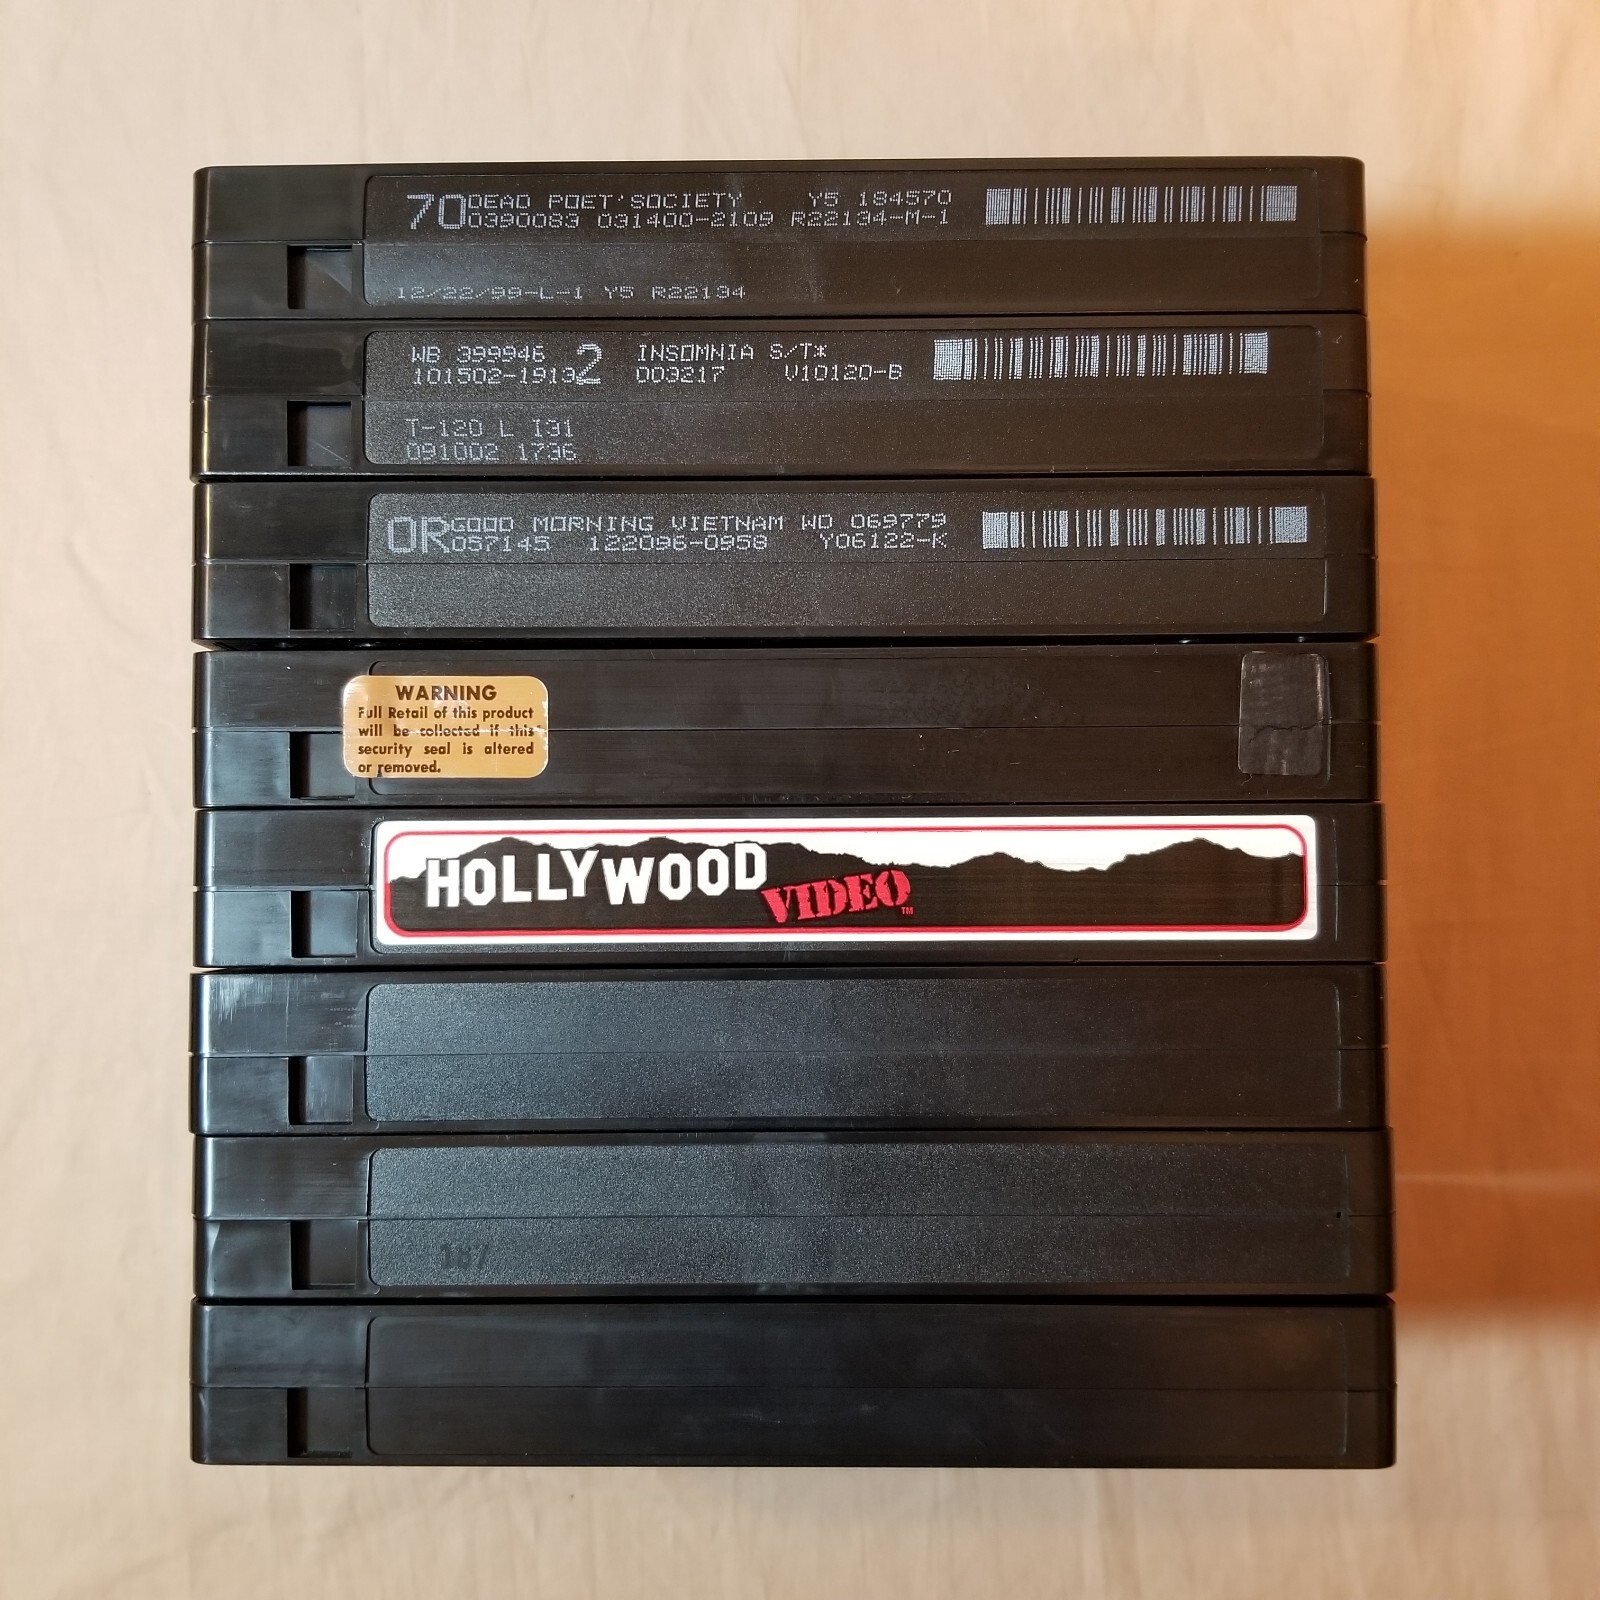 70 DEAD POET'SOCIETY Y5 184570
0390083 031400-2109 R22134-M-1
12/22/99-L-1 Y5 R22134
WB 399946 2 INSOMNIA S/T*
101502-1913 003217 V10120-B
T-120 L I31
091002 1736
OR GOOD MORNING VIETNAM WD 069779
057145 122096-0958 Y06122-K
WARNING
Full Retail of this product
will be collected if this
security seal is altered
or removed.
HOLLYWOOD
VIDEO™
167